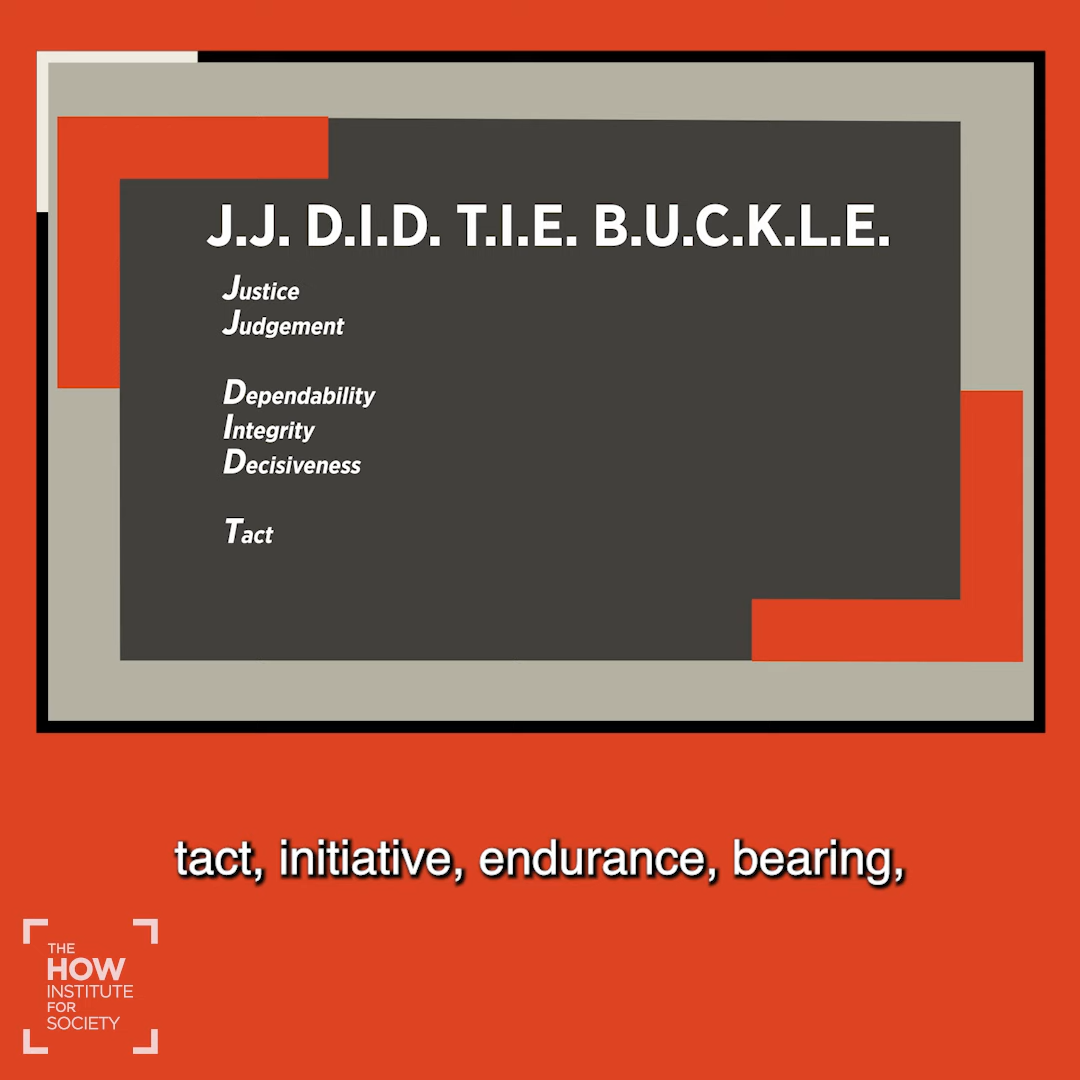 J.J. D.I.D. T.I.E. B.U.C.K.L.E.
Justice
Judgement
Dependability
Integrity
Decisiveness
Tact
tact, initiative, endurance, bearing,
THE
HOW
INSTITUTE
FOR
SOCIETY